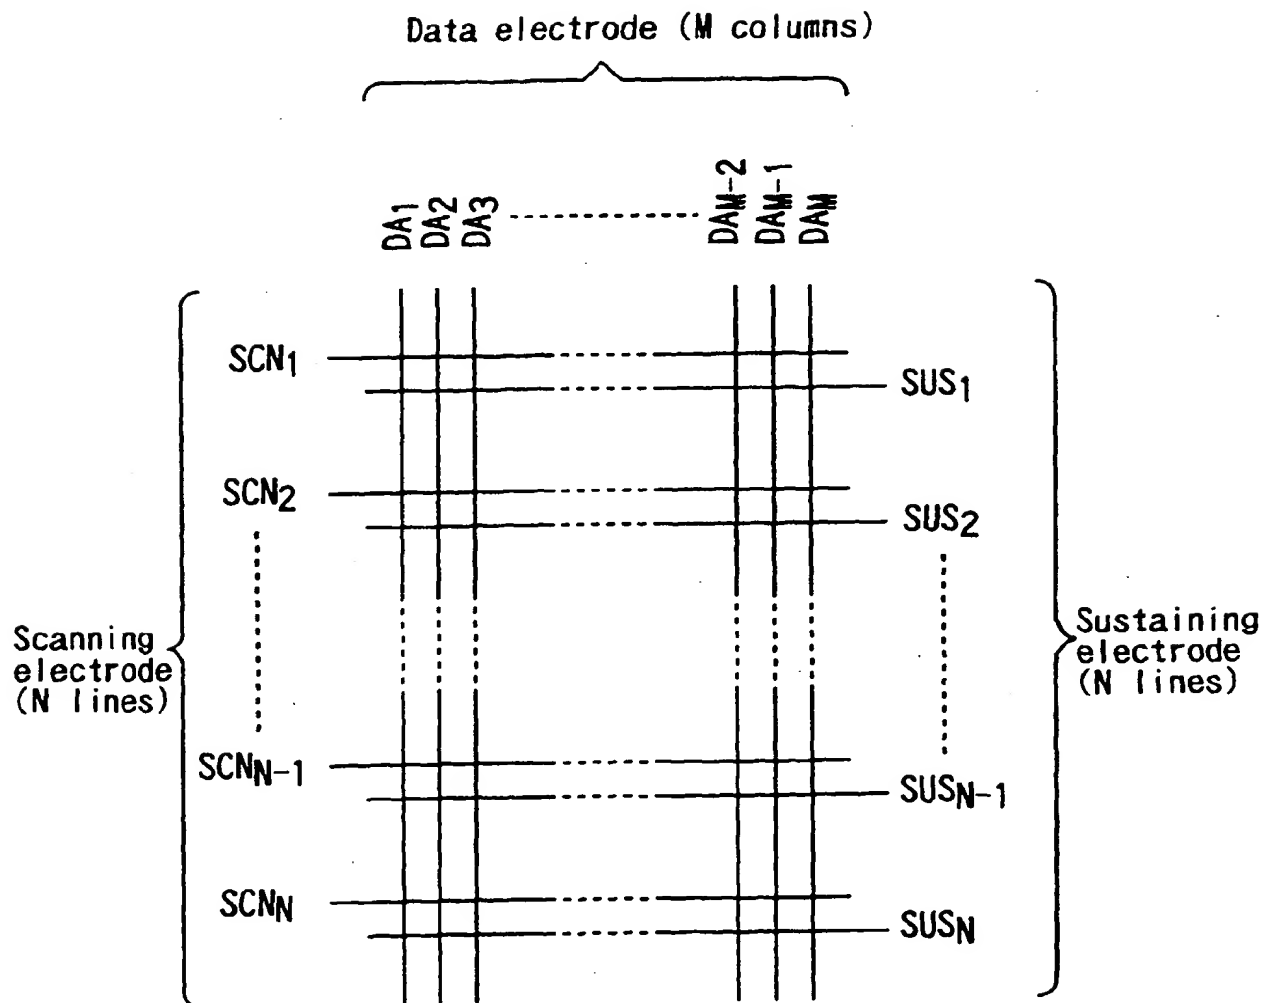 Data electrode (M columns)
DA1 DA2 DA3 DAM-2 DAM-1 DAM
SCN1
SUS1
SCN2
SUS2
Scanning
electrode
(N lines)
Sustaining
electrode
(N lines)
SCNN-1
SUSN-1
SCNN
SUSN